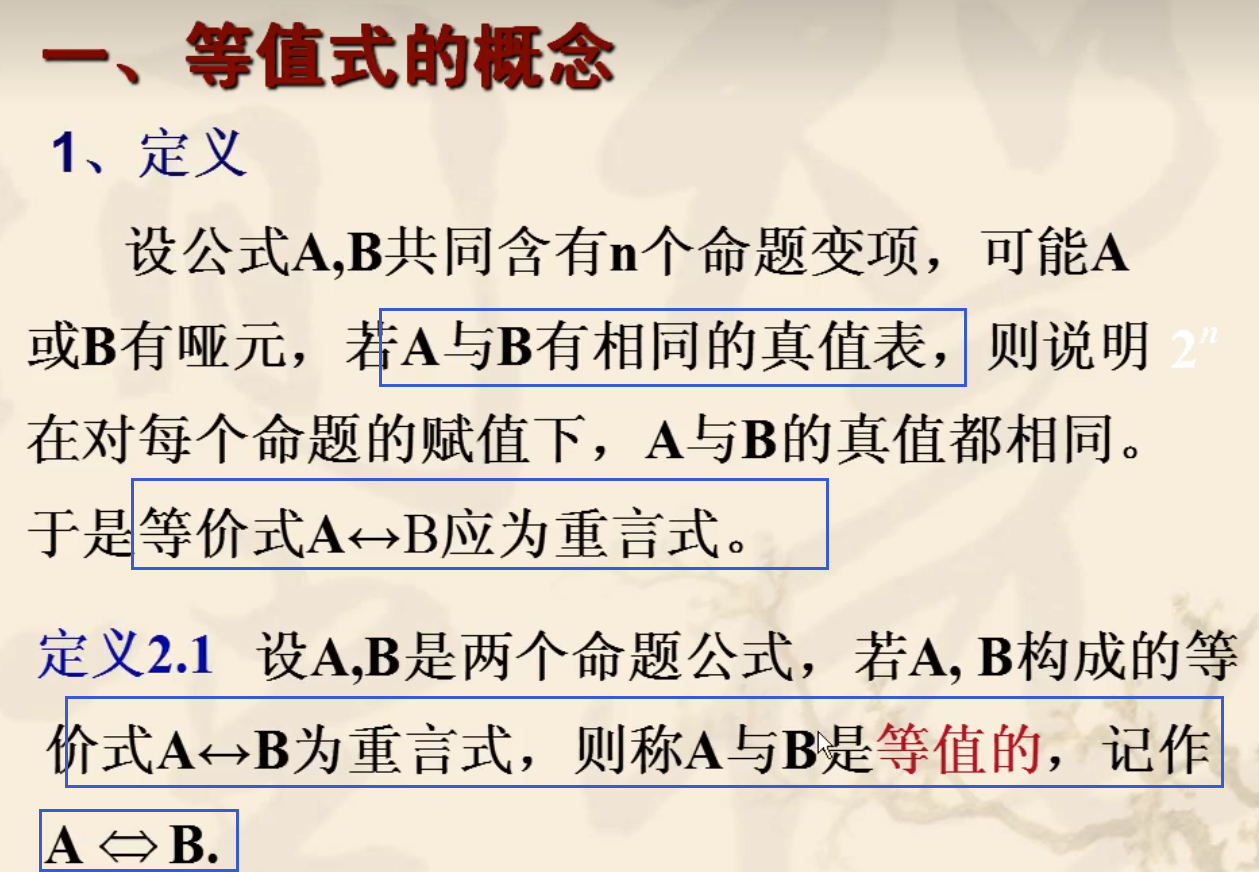 一、等值式的概念
1、定义
设公式A,B共同含有n个命题变项，可能A
或B有哑元，若A与B有相同的真值表，则说明 2ⁿ
在对每个命题的赋值下，A与B的真值都相同。
于是等价式A↔B应为重言式。
定义2.1 设A,B是两个命题公式，若A, B构成的等
价式A↔B为重言式，则称A与B是等值的，记作
A ⇔ B.